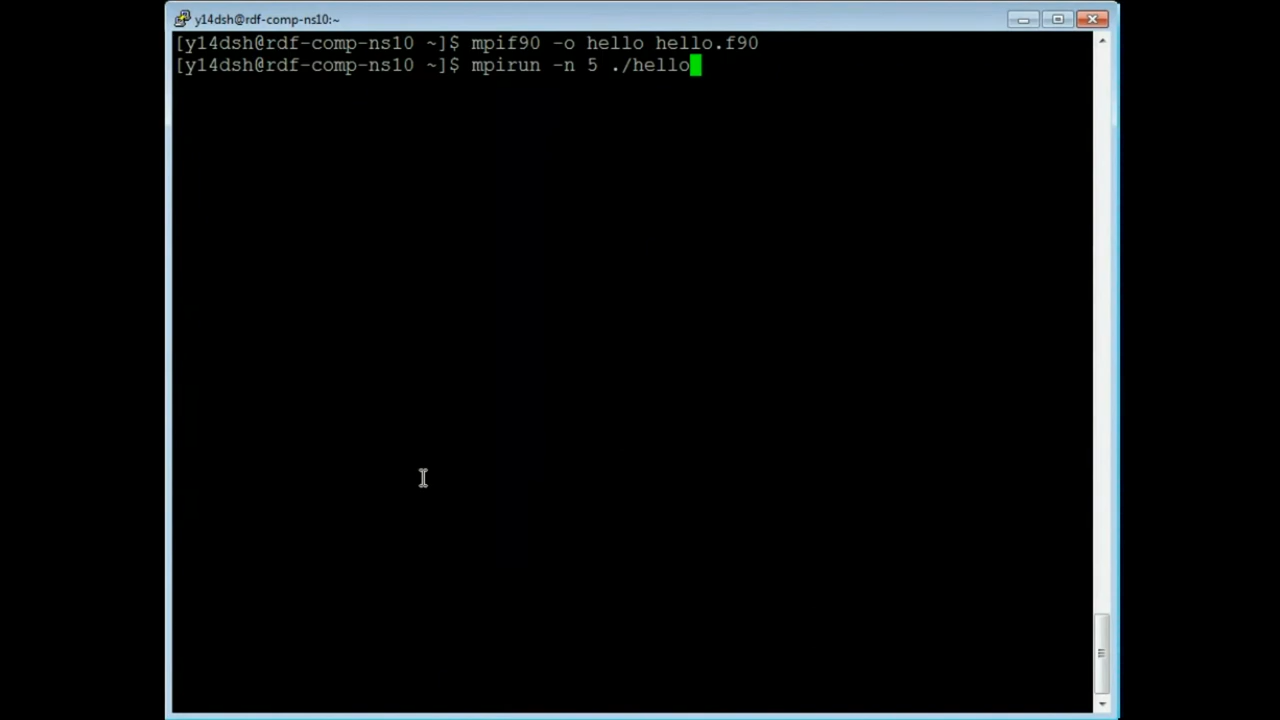 y14dsh@rdf-comp-ns10:~
[y14dsh@rdf-comp-ns10 ~]$ mpif90 -o hello hello.f90
[y14dsh@rdf-comp-ns10 ~]$ mpirun -n 5 ./hello